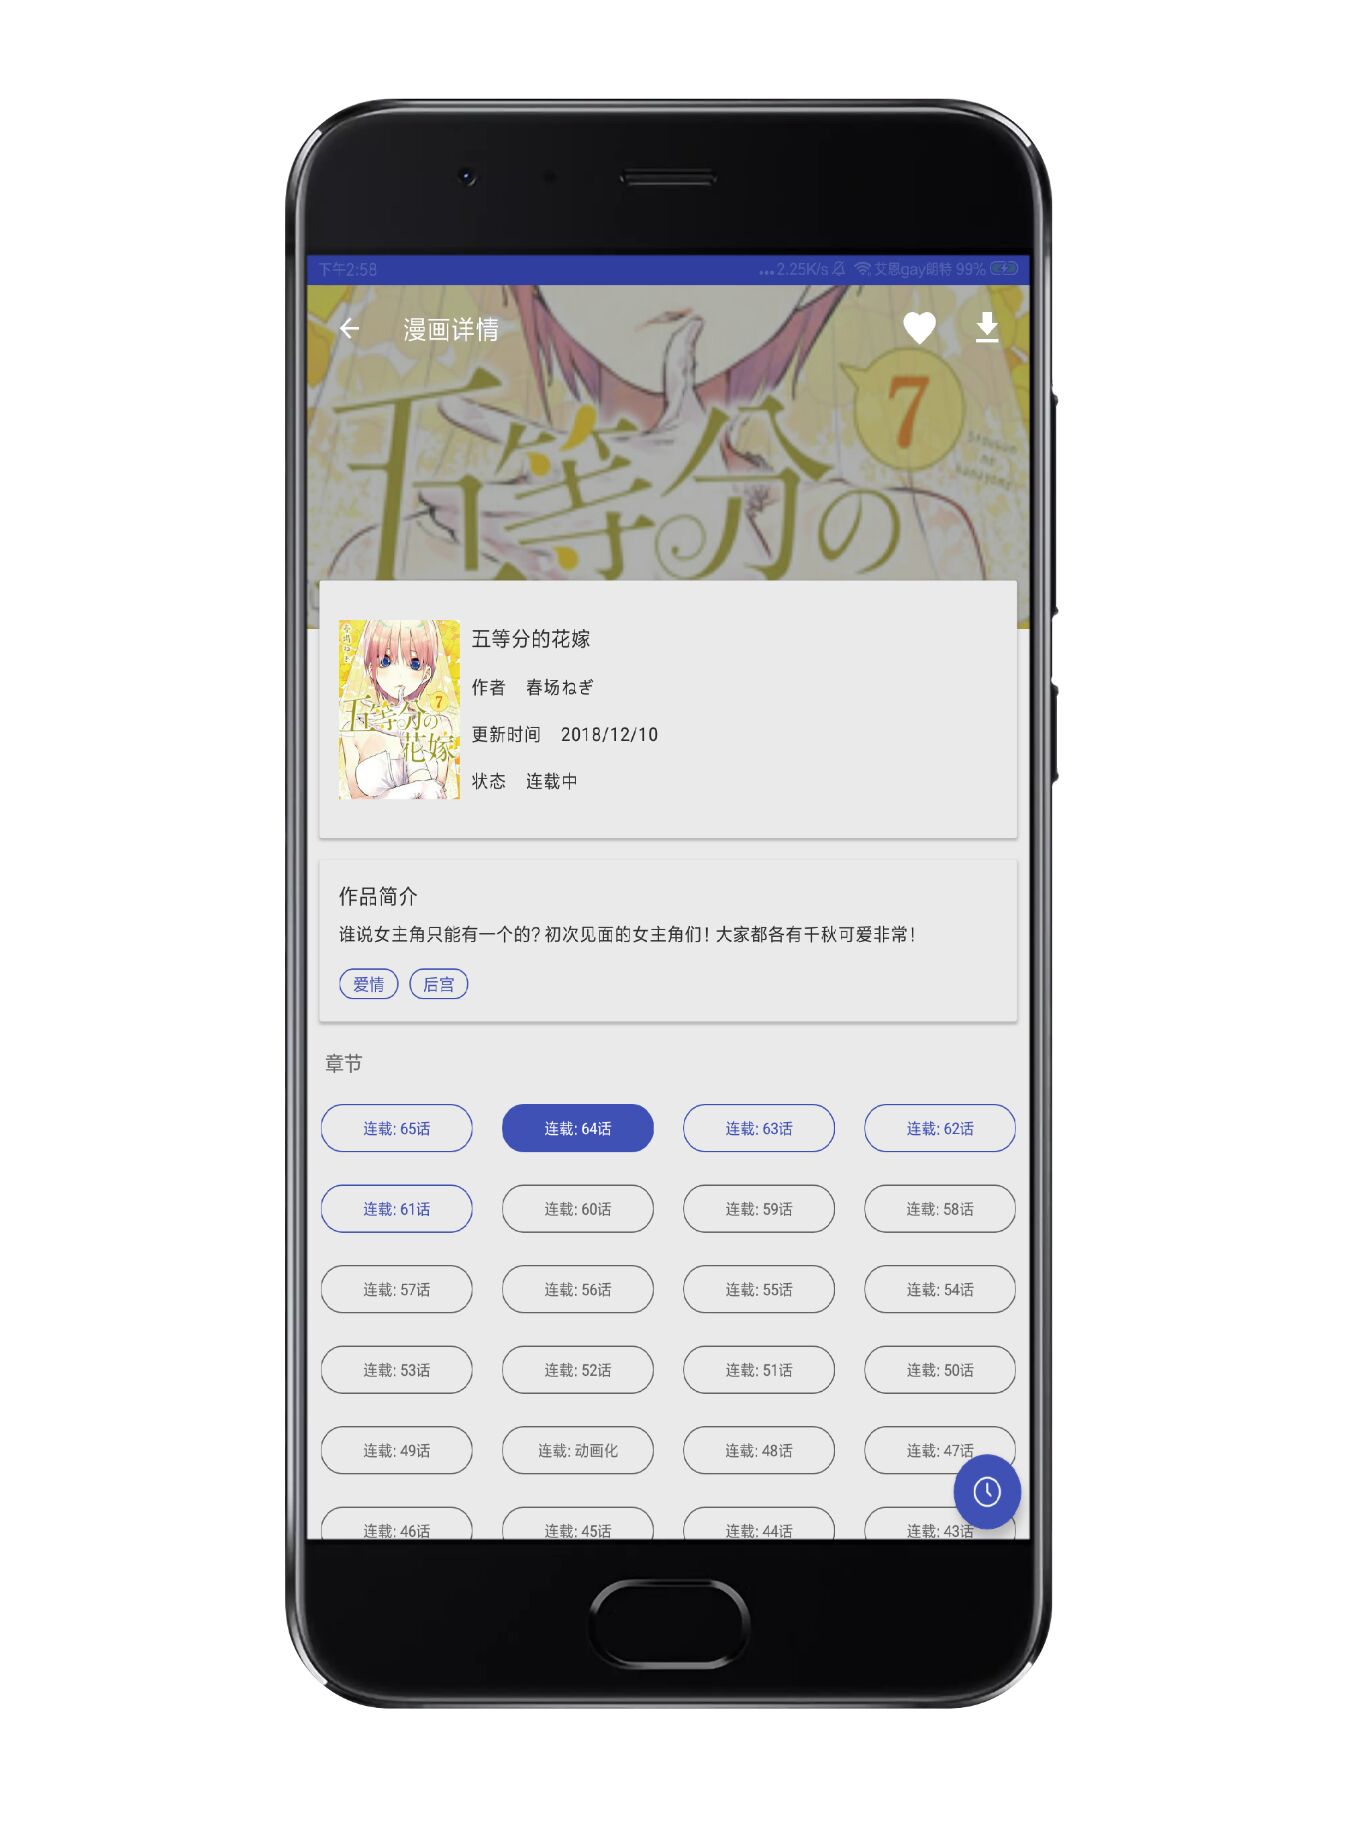 下午2:58 ...2.25K/s 艾恩gay朗特 99%
漫画详情
7
五等分の
五等分的花嫁
作者 春场ねぎ
更新时间 2018/12/10
状态 连载中
7
五等分の
花嫁
作品简介
谁说女主角只能有一个的?初次见面的女主角们!大家都各有千秋可爱非常!
爱情 后宫
章节
连载: 65话 连载: 64话 连载: 63话 连载: 62话
连载: 61话 连载: 60话 连载: 59话 连载: 58话
连载: 57话 连载: 56话 连载: 55话 连载: 54话
连载: 53话 连载: 52话 连载: 51话 连载: 50话
连载: 49话 连载: 动画化 连载: 48话 连载: 47话
连载: 46话 连载: 45话 连载: 44话 连载: 43话